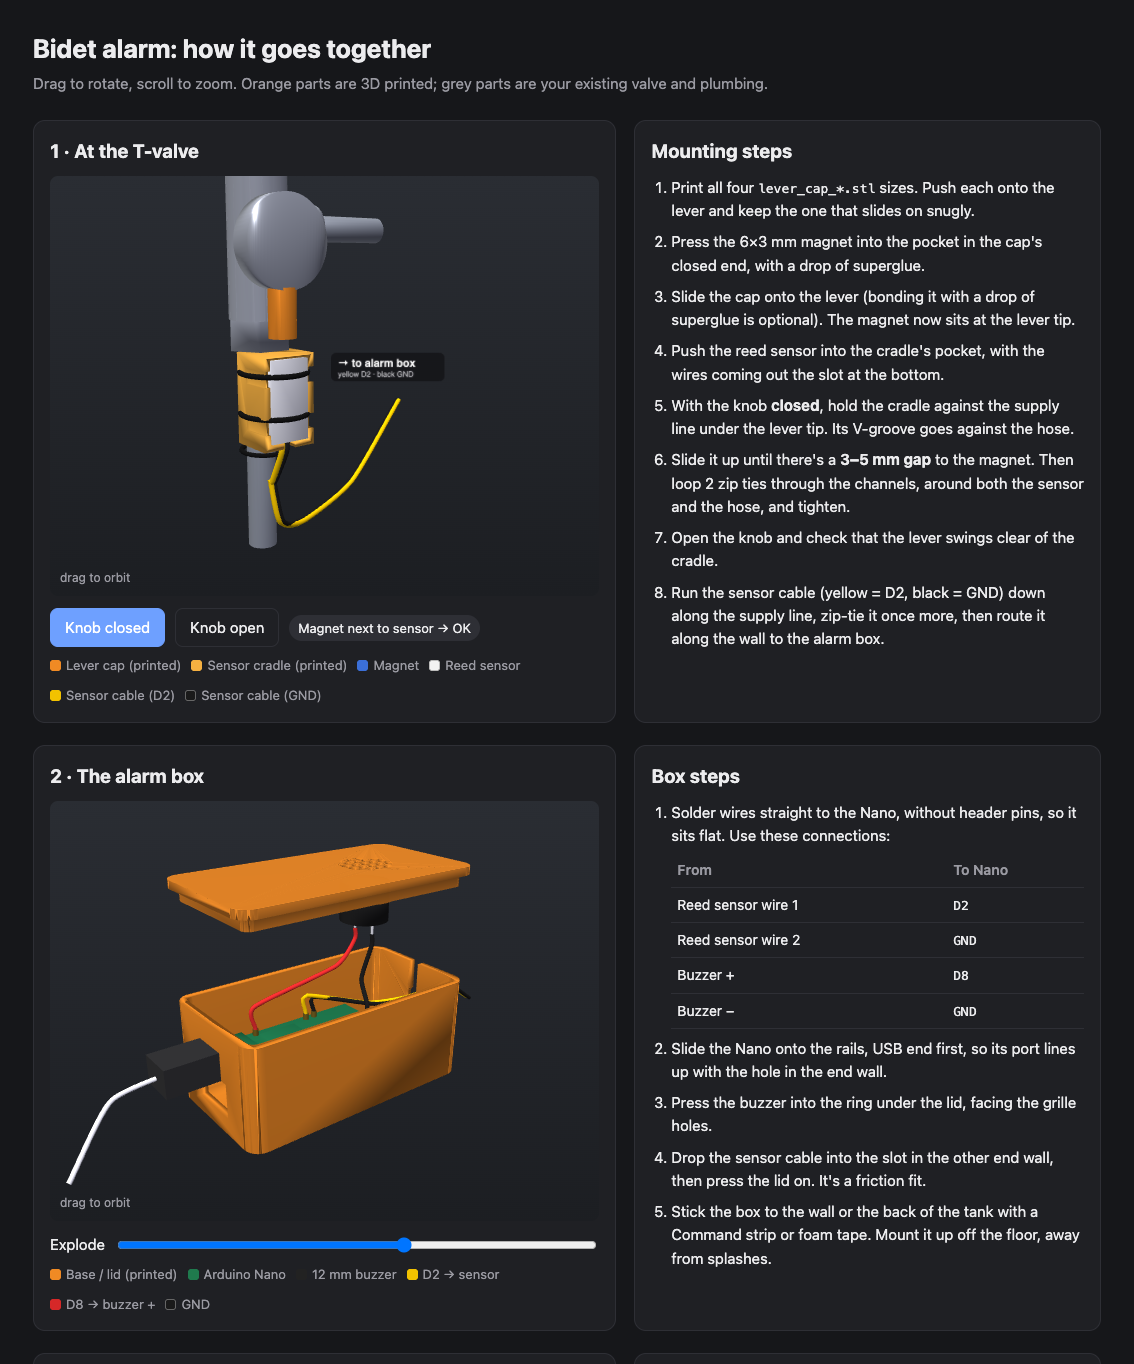 Bidet alarm: how it goes together
Drag to rotate, scroll to zoom. Orange parts are 3D printed; grey parts are your existing valve and plumbing.
1 · At the T-valve
→ to alarm box
yellow D2 · black GND
drag to orbit
Knob closed
Knob open
Magnet next to sensor → OK
Lever cap (printed)
Sensor cradle (printed)
Magnet
Reed sensor
Sensor cable (D2)
Sensor cable (GND)
Mounting steps
1. Print all four lever_cap_*.stl sizes. Push each onto the
lever and keep the one that slides on snugly.
2. Press the 6×3 mm magnet into the pocket in the cap's
closed end, with a drop of superglue.
3. Slide the cap onto the lever (bonding it with a drop of
superglue is optional). The magnet now sits at the lever tip.
4. Push the reed sensor into the cradle's pocket, with the
wires coming out the slot at the bottom.
5. With the knob closed, hold the cradle against the supply
line under the lever tip. Its V-groove goes against the hose.
6. Slide it up until there's a 3–5 mm gap to the magnet. Then
loop 2 zip ties through the channels, around both the sensor
and the hose, and tighten.
7. Open the knob and check that the lever swings clear of the
cradle.
8. Run the sensor cable (yellow = D2, black = GND) down
along the supply line, zip-tie it once more, then route it
along the wall to the alarm box.
2 · The alarm box
drag to orbit
Explode
Base / lid (printed)
Arduino Nano
12 mm buzzer
D2 → sensor
D8 → buzzer +
GND
Box steps
1. Solder wires straight to the Nano, without header pins, so it
sits flat. Use these connections:
From To Nano
Reed sensor wire 1 D2
Reed sensor wire 2 GND
Buzzer + D8
Buzzer − GND
2. Slide the Nano onto the rails, USB end first, so its port lines
up with the hole in the end wall.
3. Press the buzzer into the ring under the lid, facing the grille
holes.
4. Drop the sensor cable into the slot in the other end wall,
then press the lid on. It's a friction fit.
5. Stick the box to the wall or the back of the tank with a
Command strip or foam tape. Mount it up off the floor, away
from splashes.